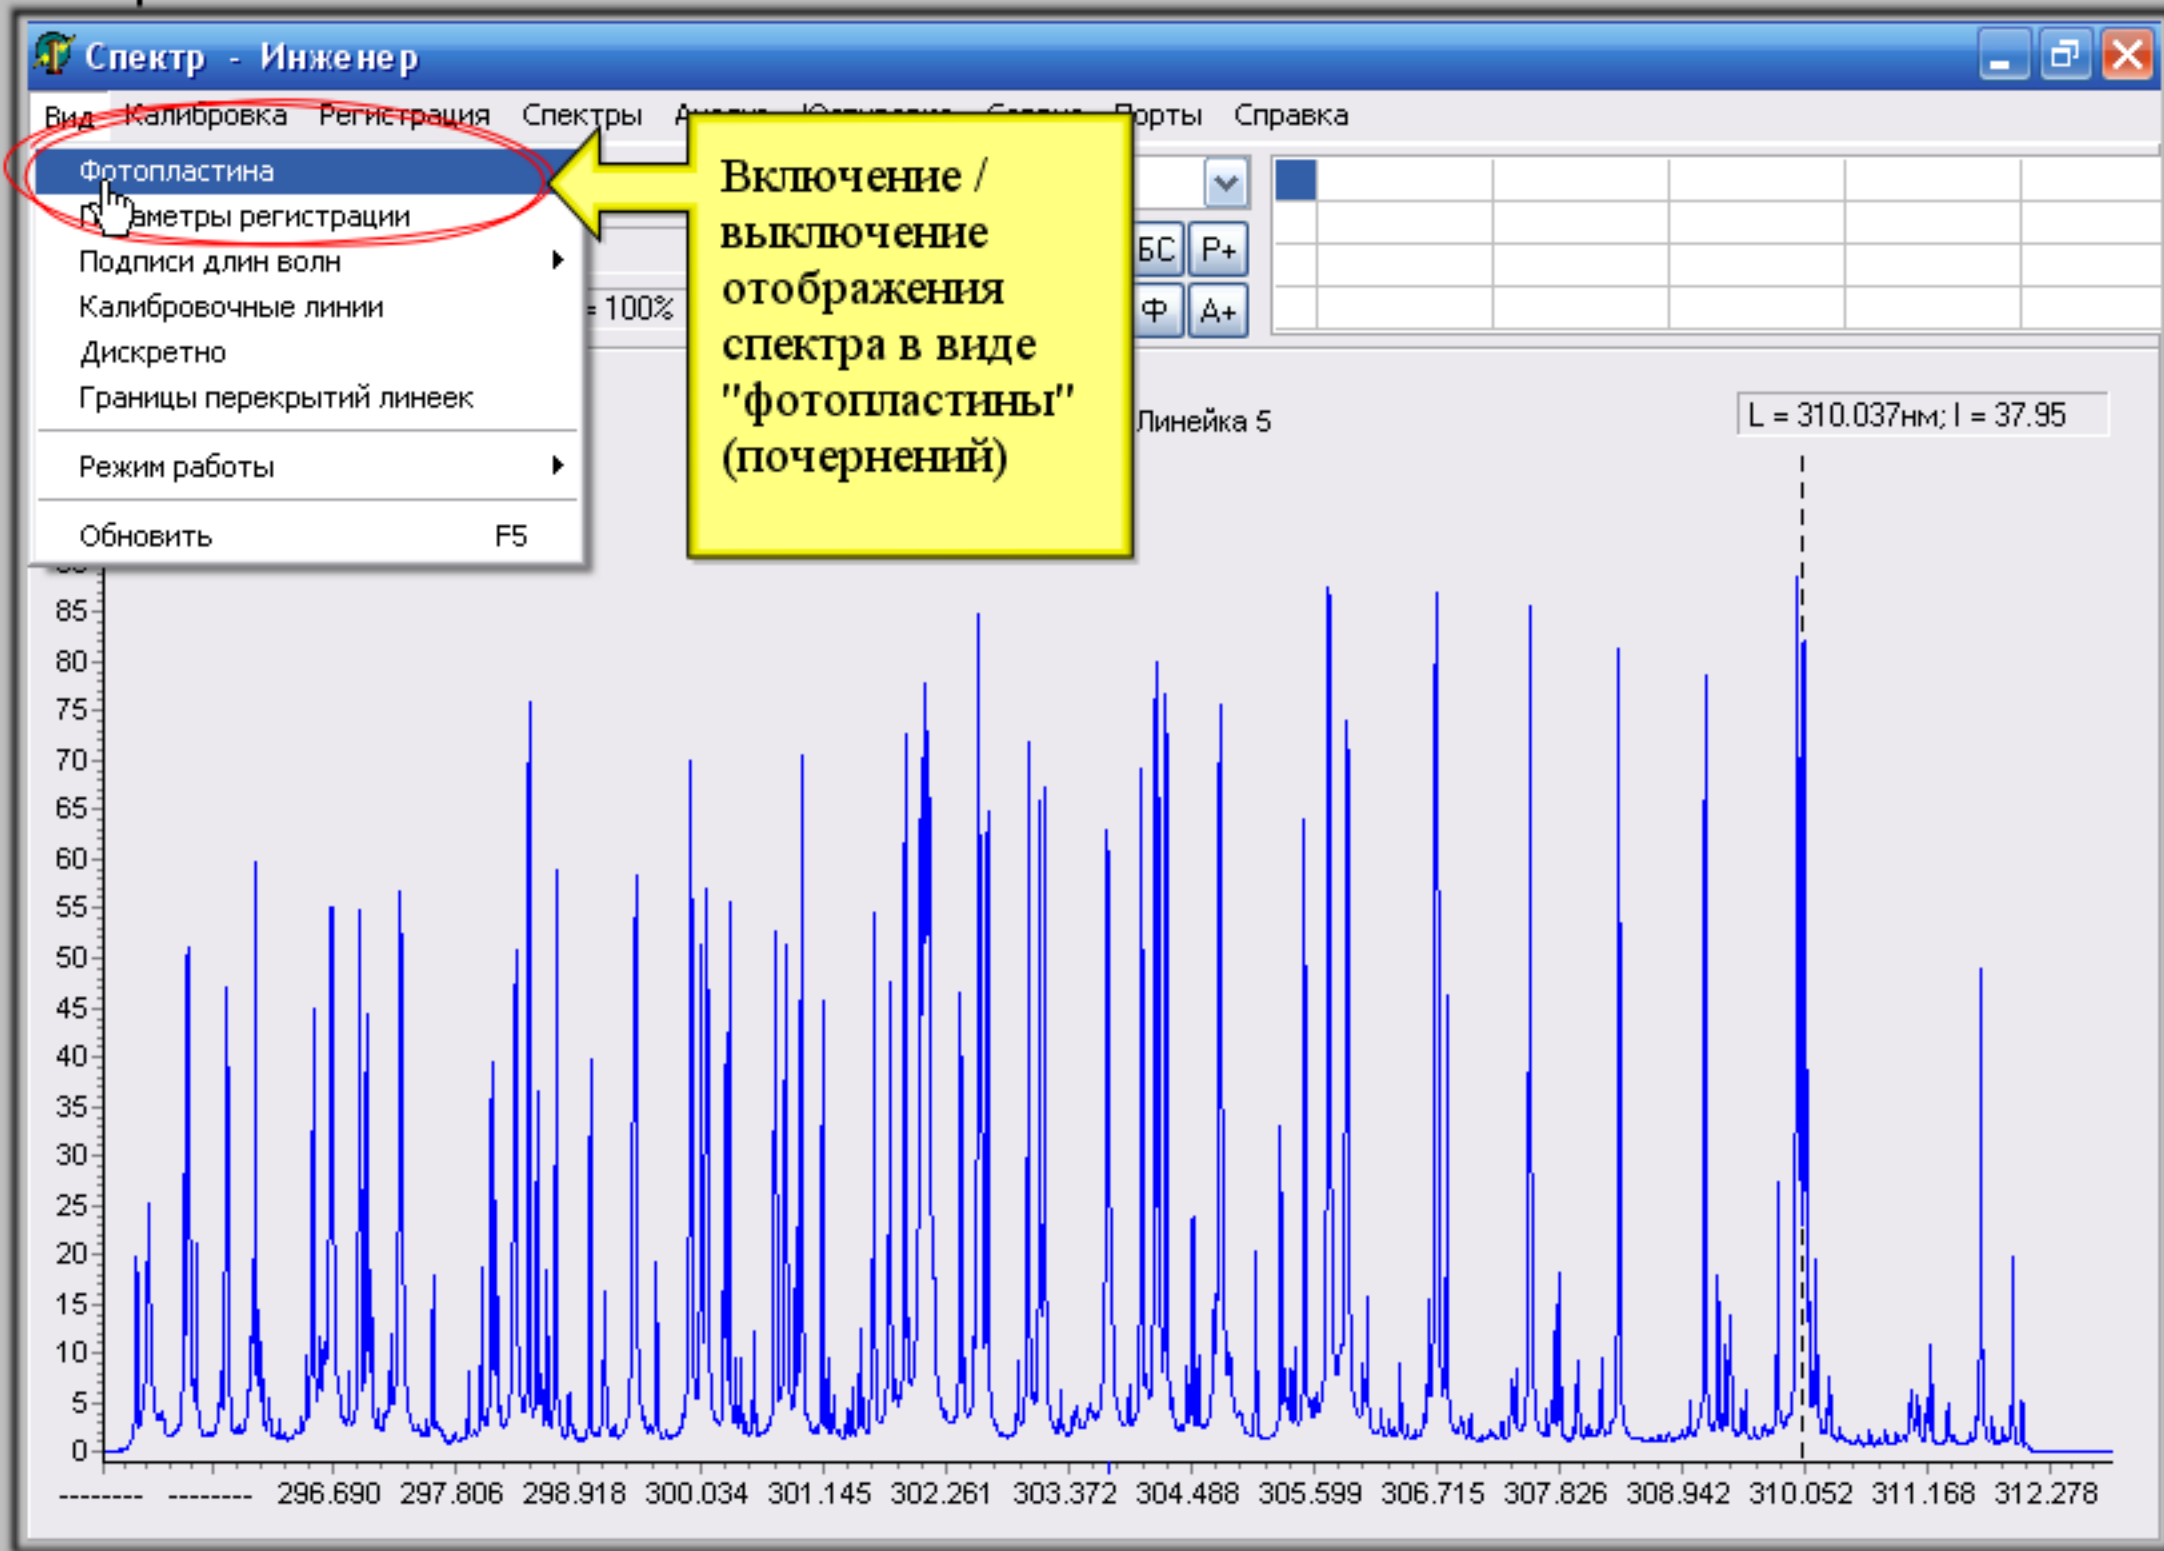 Спектр - Инженер
Вид Калибровка Регистрация Спектры Порты Справка
Фотопластина
регистрации
Подписи длин волн
Калибровочные линии
Дискретно
Границы перекрытий линеек
Режим работы
Обновить F5
Включение /
выключение
отображения
спектра в виде
"фотопластины"
(почернений)
БС Р+
= 100%
Ф А+
Линейка 5
L = 310.037нм; I = 37.95
85
80
75
70
65
60
55
50
45
40
35
30
25
20
15
10
5
0
-------- -------- 296.690 297.806 298.918 300.034 301.145 302.261 303.372 304.488 305.599 306.715 307.826 308.942 310.052 311.168 312.278